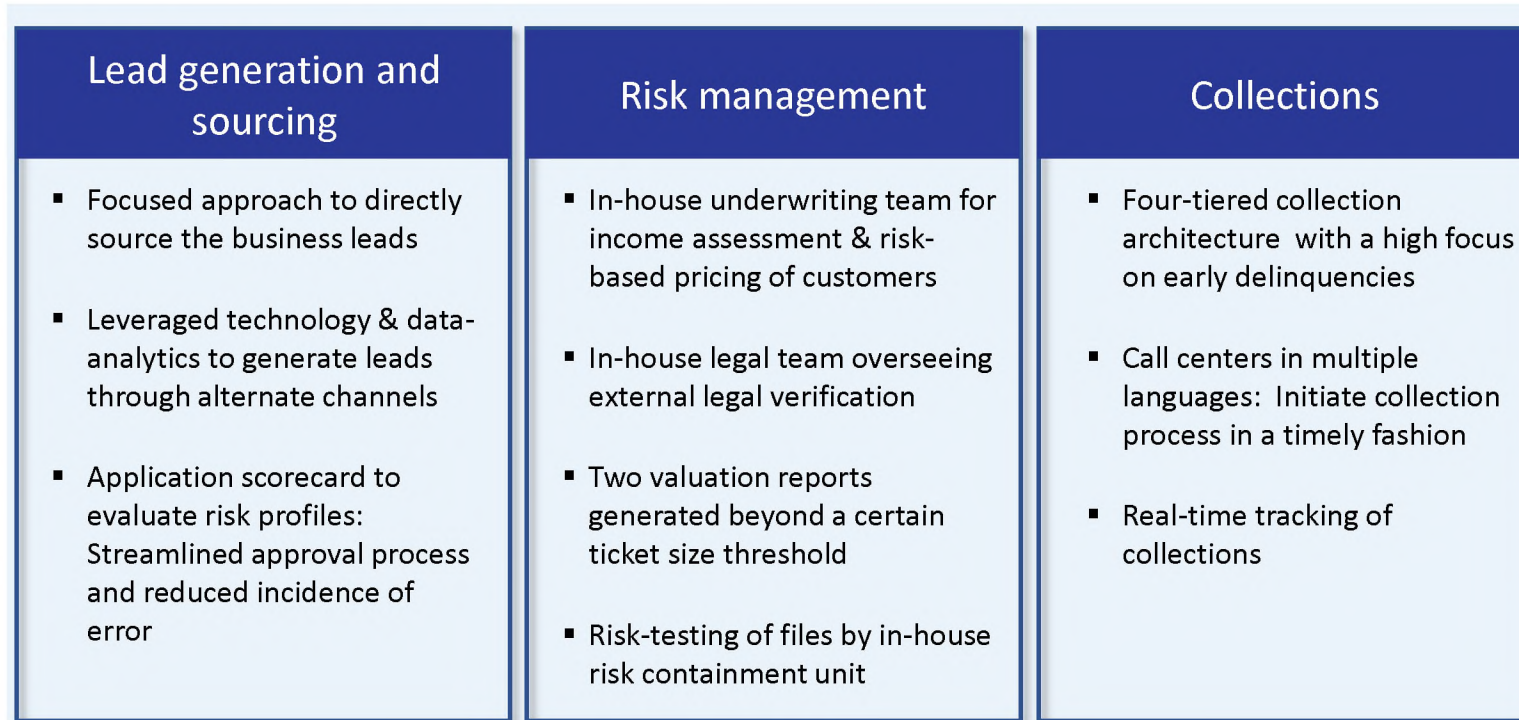 Lead generation and
sourcing
▪ Focused approach to directly
source the business leads
▪ Leveraged technology & data-
analytics to generate leads
through alternate channels
▪ Application scorecard to
evaluate risk profiles:
Streamlined approval process
and reduced incidence of
error
Risk management
▪ In-house underwriting team for
income assessment & risk-
based pricing of customers
▪ In-house legal team overseeing
external legal verification
▪ Two valuation reports
generated beyond a certain
ticket size threshold
▪ Risk-testing of files by in-house
risk containment unit
Collections
▪ Four-tiered collection
architecture with a high focus
on early delinquencies
▪ Call centers in multiple
languages: Initiate collection
process in a timely fashion
▪ Real-time tracking of
collections